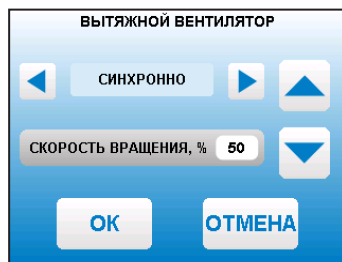 ВЫТЯЖНОЙ ВЕНТИЛЯТОР
СИНХРОННО
СКОРОСТЬ ВРАЩЕНИЯ, % 50
ОК ОТМЕНА